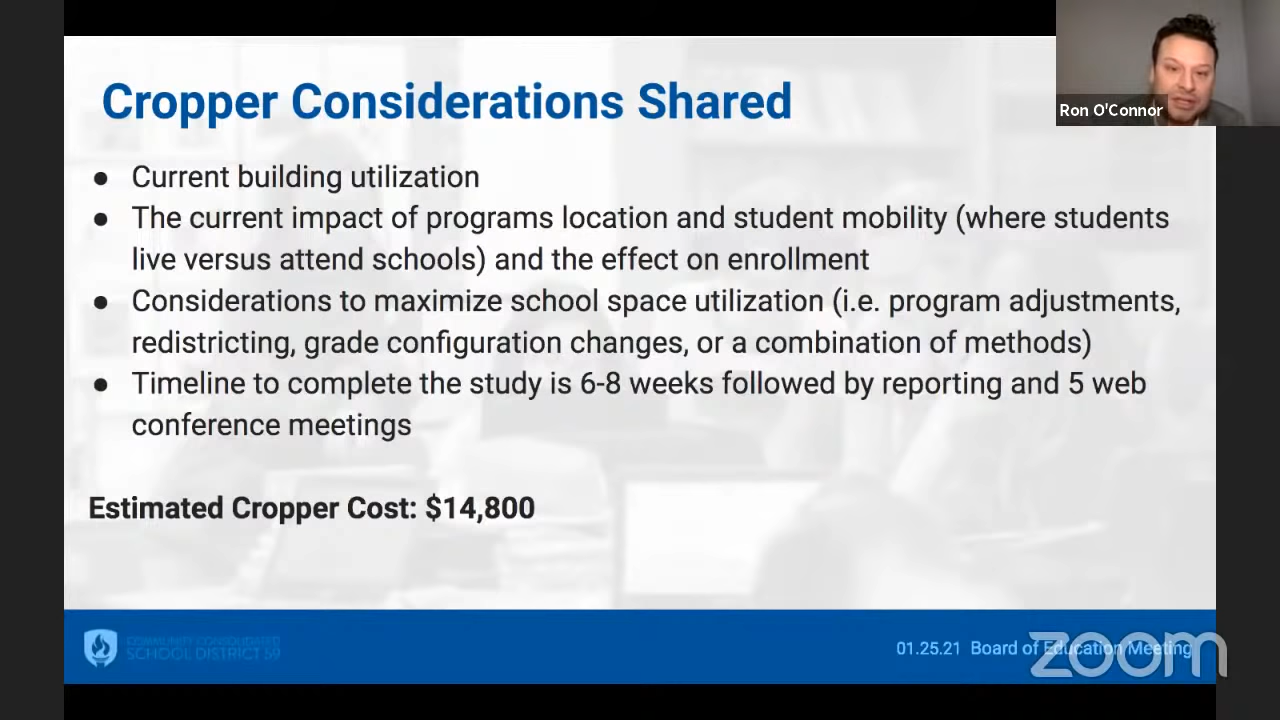 Cropper Considerations Shared
Ron O'Connor
● Current building utilization
● The current impact of programs location and student mobility (where students
live versus attend schools) and the effect on enrollment
● Considerations to maximize school space utilization (i.e. program adjustments,
redistricting, grade configuration changes, or a combination of methods)
● Timeline to complete the study is 6-8 weeks followed by reporting and 5 web
conference meetings
Estimated Cropper Cost: $14,800
COMMUNITY CONSOLIDATED
SCHOOL DISTRICT 59
01.25.21 Board of Education Meeting
zoom